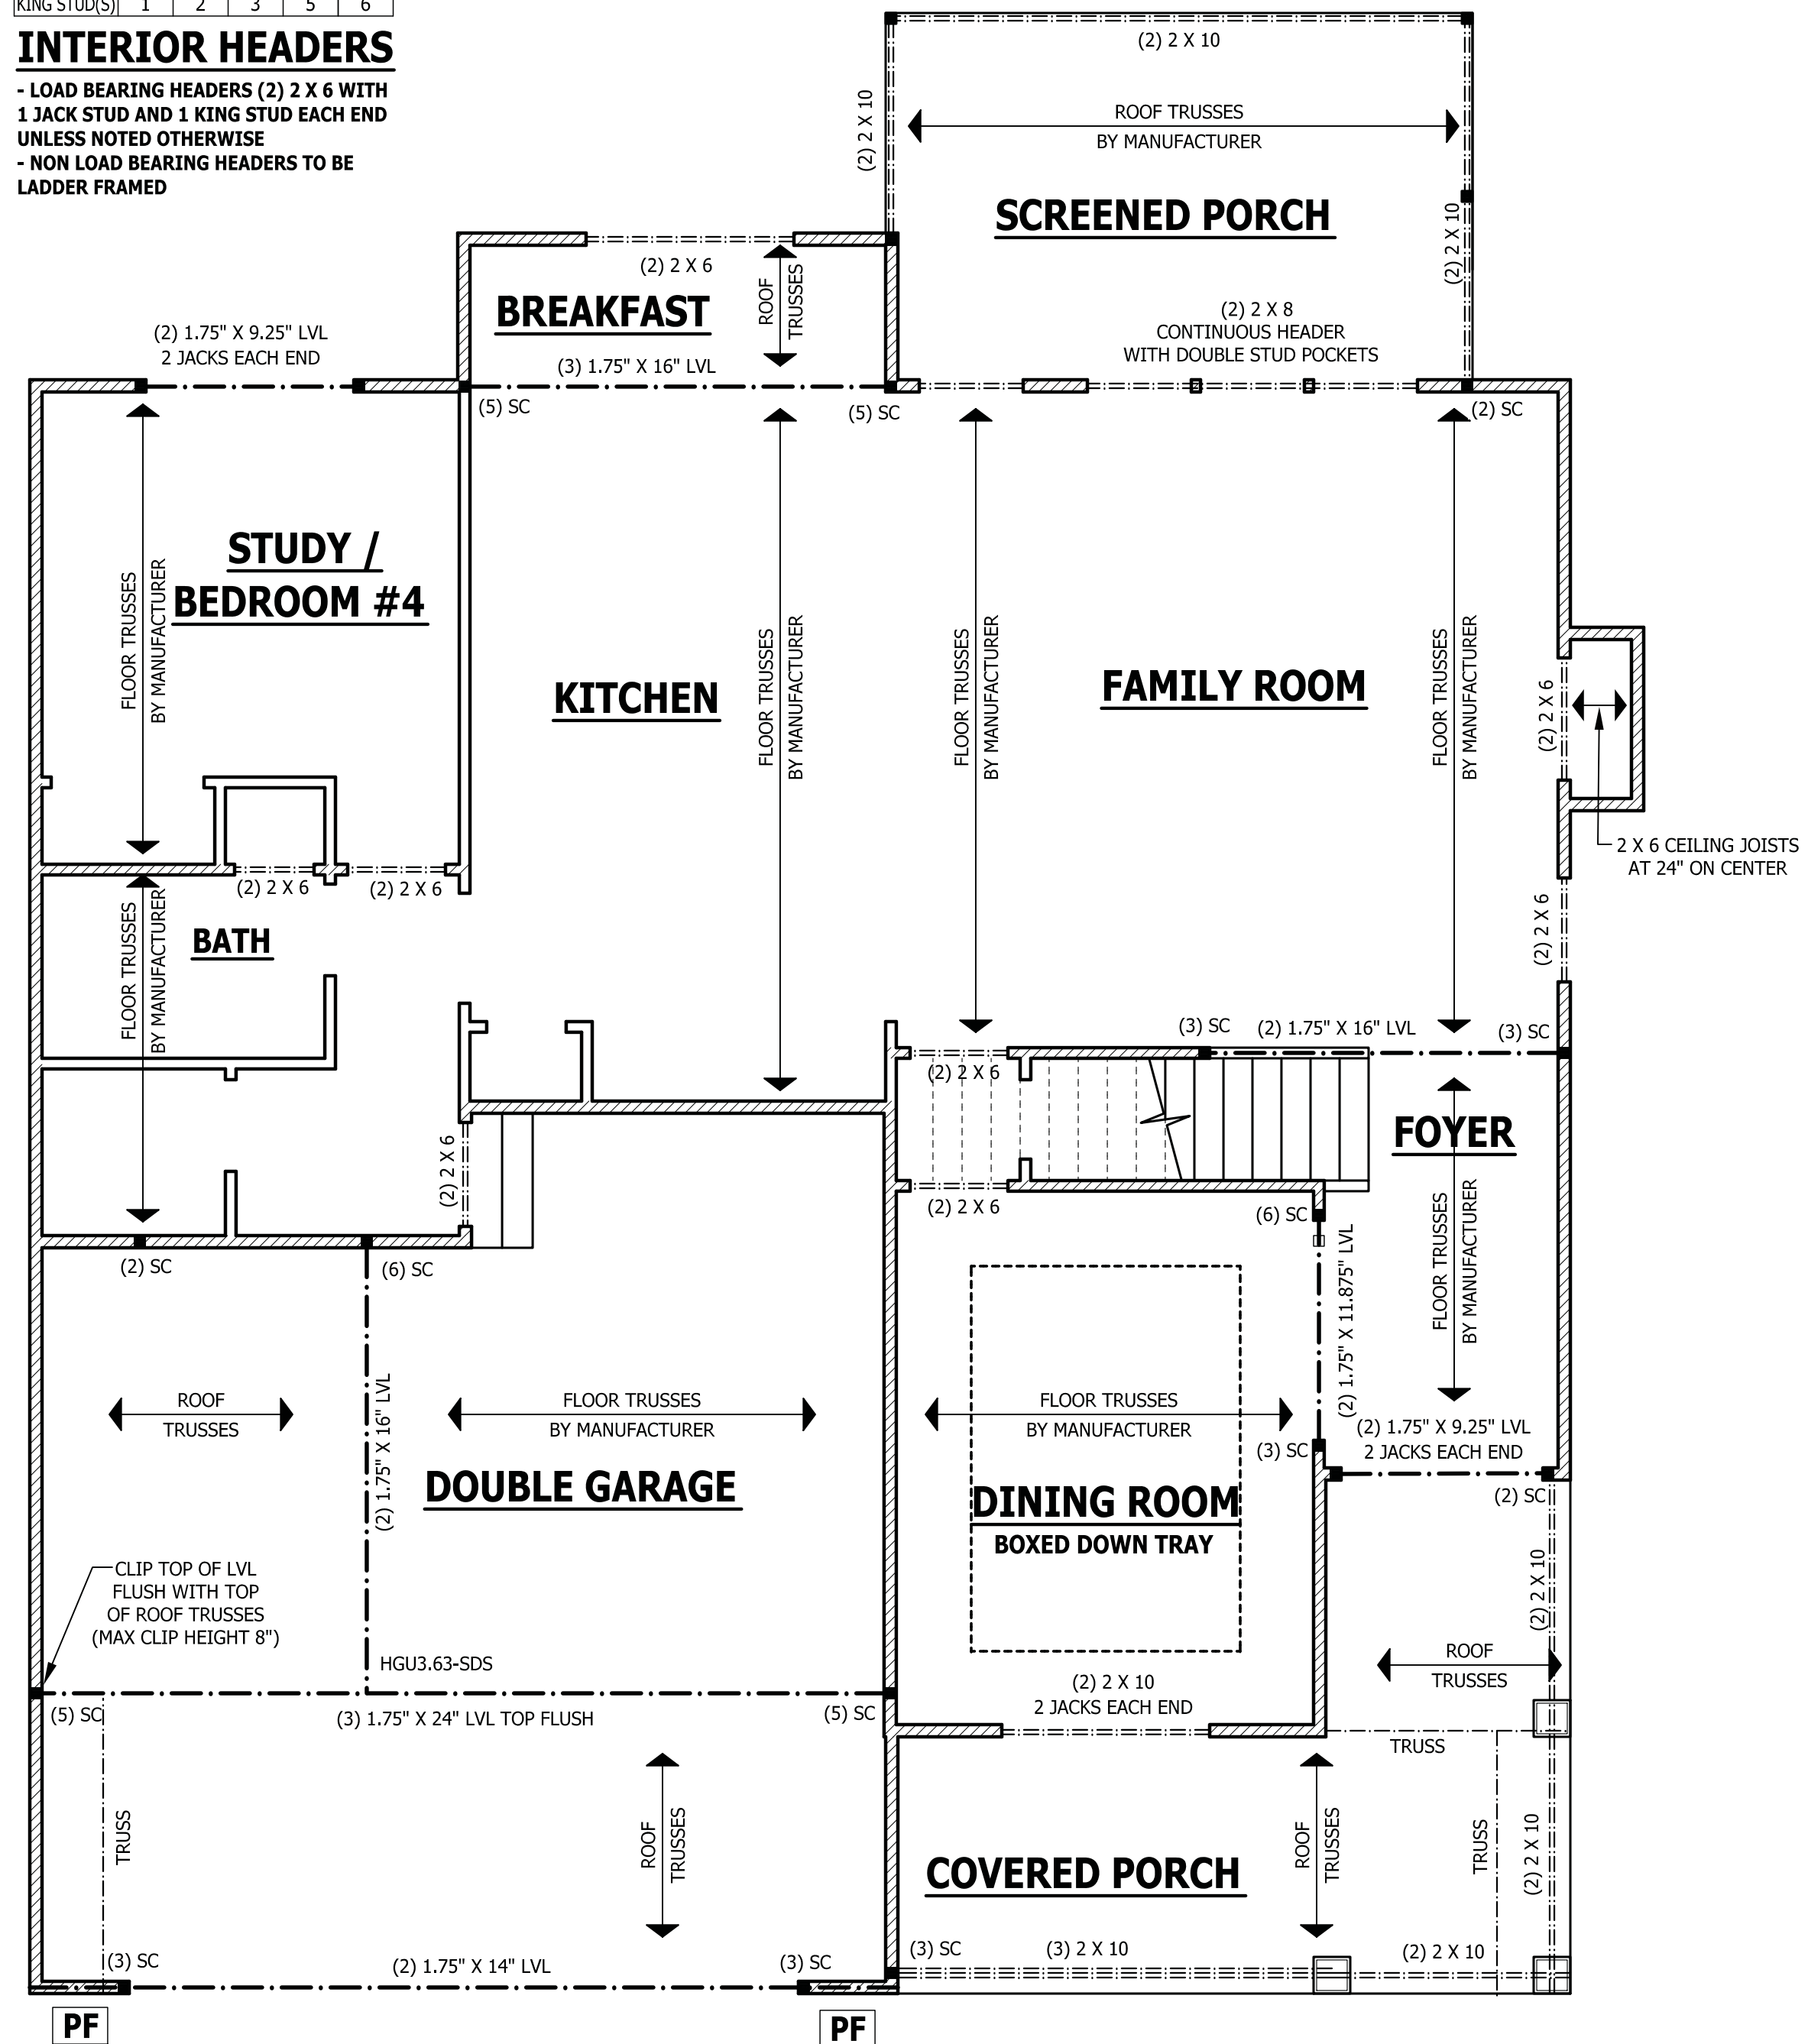 KING STUD(S) 1 2 3 5 6
INTERIOR HEADERS
- LOAD BEARING HEADERS (2) 2 X 6 WITH
1 JACK STUD AND 1 KING STUD EACH END
UNLESS NOTED OTHERWISE
- NON LOAD BEARING HEADERS TO BE
LADDER FRAMED
(2) 2 X 10
(2) 2 X 10
ROOF TRUSSES
BY MANUFACTURER
SCREENED PORCH
(2) 2 X 10
(2) 2 X 6
ROOF
TRUSSES
BREAKFAST
(2) 1.75" X 9.25" LVL
2 JACKS EACH END
(3) 1.75" X 16" LVL
(2) 2 X 8
CONTINUOUS HEADER
WITH DOUBLE STUD POCKETS
(5) SC
(5) SC
(2) SC
STUDY /
BEDROOM #4
FLOOR TRUSSES
BY MANUFACTURER
KITCHEN
FLOOR TRUSSES
BY MANUFACTURER
FLOOR TRUSSES
BY MANUFACTURER
FAMILY ROOM
FLOOR TRUSSES
BY MANUFACTURER
(2) 2 X 6
2 X 6 CEILING JOISTS
AT 24" ON CENTER
(2) 2 X 6
(2) 2 X 6
(2) 2 X 6
BATH
FLOOR TRUSSES
BY MANUFACTURER
(3) SC
(2) 1.75" X 16" LVL
(3) SC
(2) 2 X 6
FOYER
(2) 2 X 6
(2) 2 X 6
(6) SC
(2) SC
(6) SC
(2) 1.75" X 11.875" LVL
FLOOR TRUSSES
BY MANUFACTURER
ROOF
TRUSSES
(2) 1.75" X 16" LVL
FLOOR TRUSSES
BY MANUFACTURER
FLOOR TRUSSES
BY MANUFACTURER
(2) 1.75" X 9.25" LVL
2 JACKS EACH END
(3) SC
(2) SC
DOUBLE GARAGE
DINING ROOM
BOXED DOWN TRAY
(2) 2 X 10
CLIP TOP OF LVL
FLUSH WITH TOP
OF ROOF TRUSSES
(MAX CLIP HEIGHT 8")
HGU3.63-SDS
ROOF
TRUSSES
(2) 2 X 10
2 JACKS EACH END
(5) SC
(3) 1.75" X 24" LVL TOP FLUSH
(5) SC
TRUSS
TRUSS
ROOF
TRUSSES
ROOF
TRUSSES
TRUSS
(2) 2 X 10
COVERED PORCH
(3) SC
(2) 1.75" X 14" LVL
(3) SC
(3) SC
(3) 2 X 10
(2) 2 X 10
PF
PF